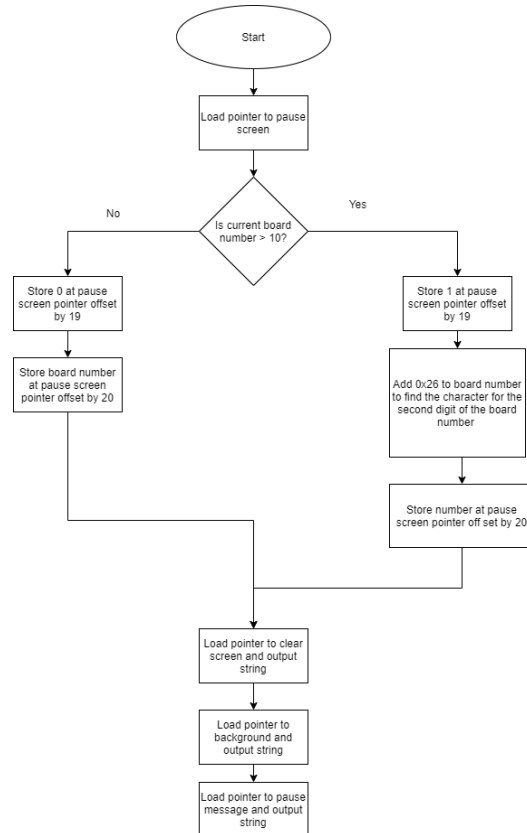 Start
Load pointer to pause
screen
Is current board
number > 10?
No
Yes
Store 0 at pause
screen pointer offset
by 19
Store 1 at pause
screen pointer offset
by 19
Store board number
at pause screen
pointer offset by 20
Add 0x26 to board number
to find the character for the
second digit of the board
number
Store number at pause
screen pointer off set by 20
Load pointer to clear
screen and output
string
Load pointer to
background and
output string
Load pointer to pause
message and output
string